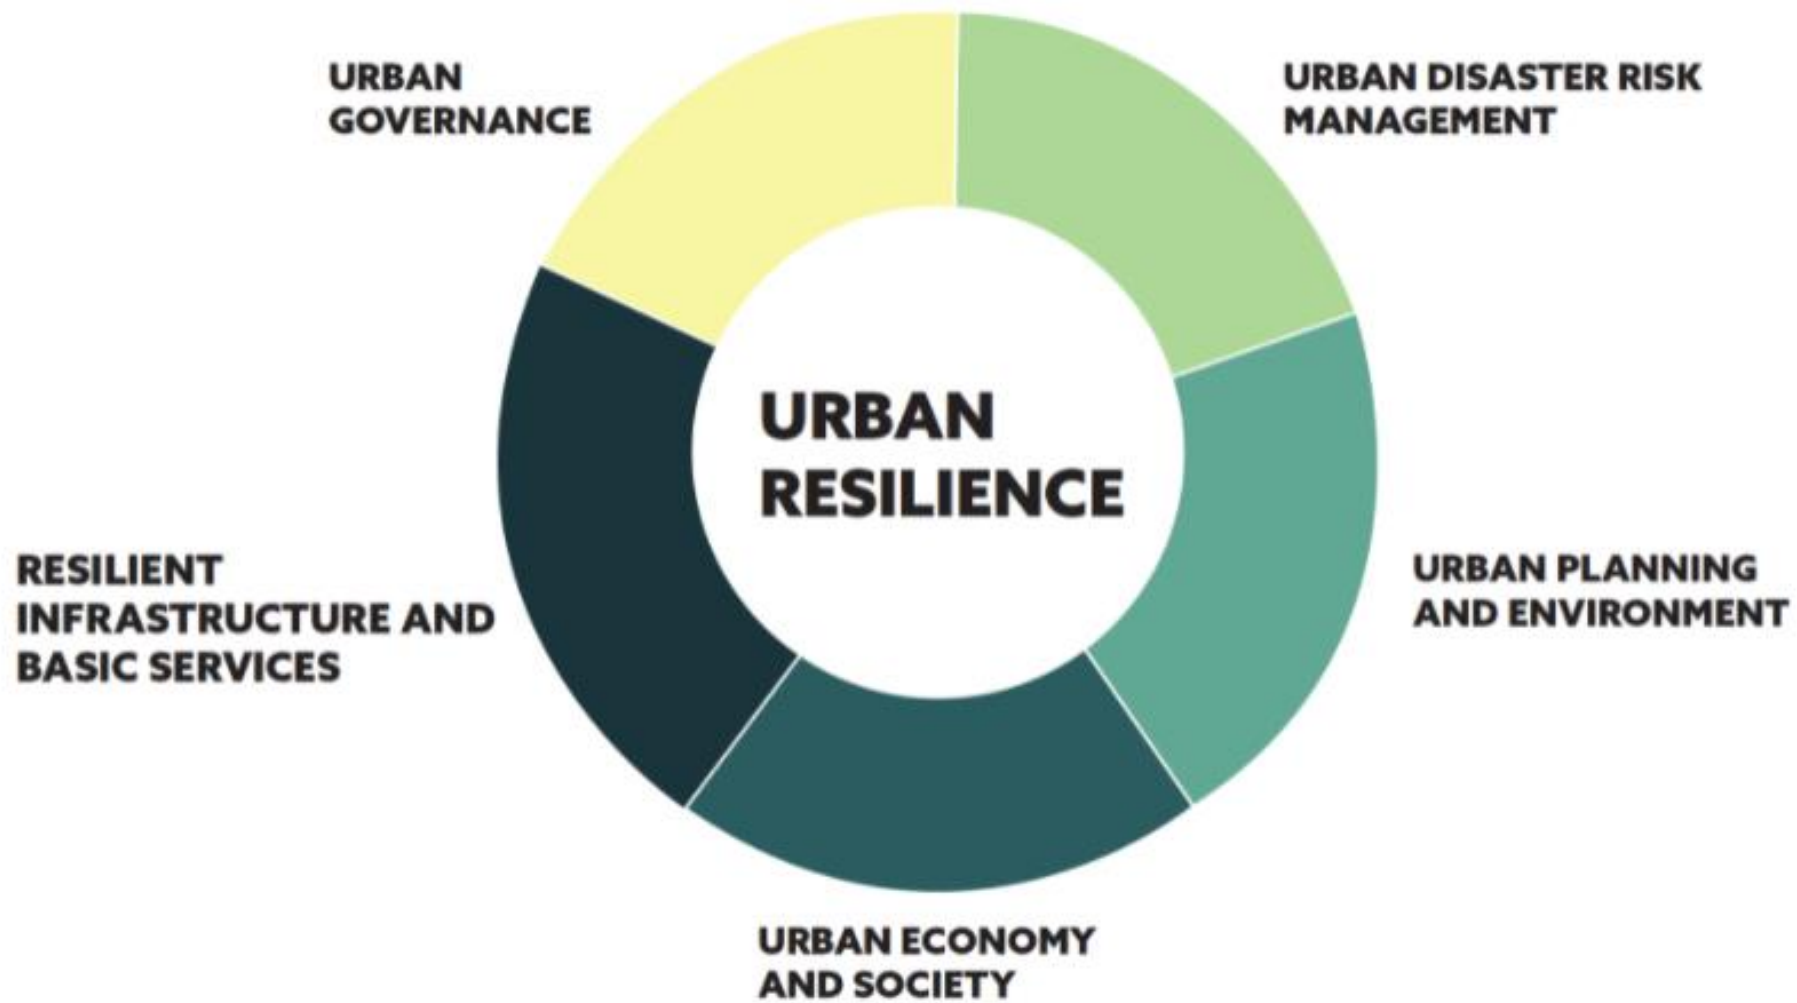 URBAN
GOVERNANCE
URBAN DISASTER RISK
MANAGEMENT
URBAN
RESILIENCE
RESILIENT
INFRASTRUCTURE AND
BASIC SERVICES
URBAN PLANNING
AND ENVIRONMENT
URBAN ECONOMY
AND SOCIETY